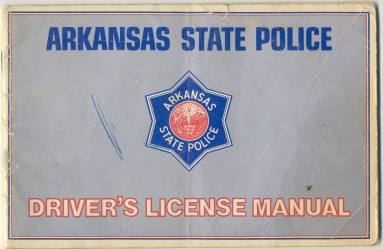 ARKANSAS STATE POLICE
ARKANSAS
STATE POLICE
DRIVER'S LICENSE MANUAL